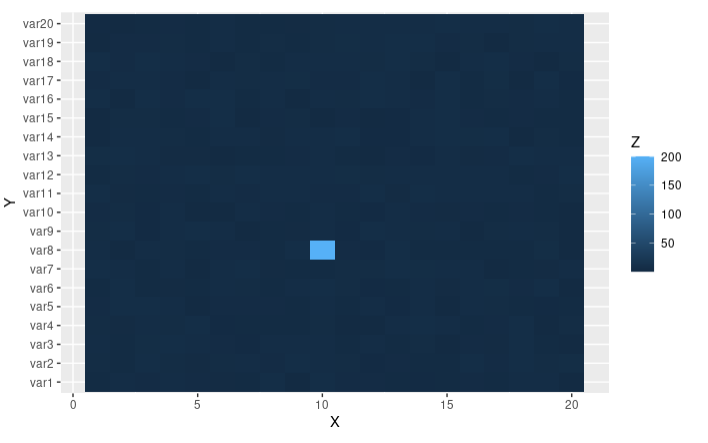 var20
var19
var18
var17
var16
var15
var14
var13
var12
var11
var10
var9
var8
var7
var6
var5
var4
var3
var2
var1
Y
0 5 10 15 20
X
Z
200
150
100
50